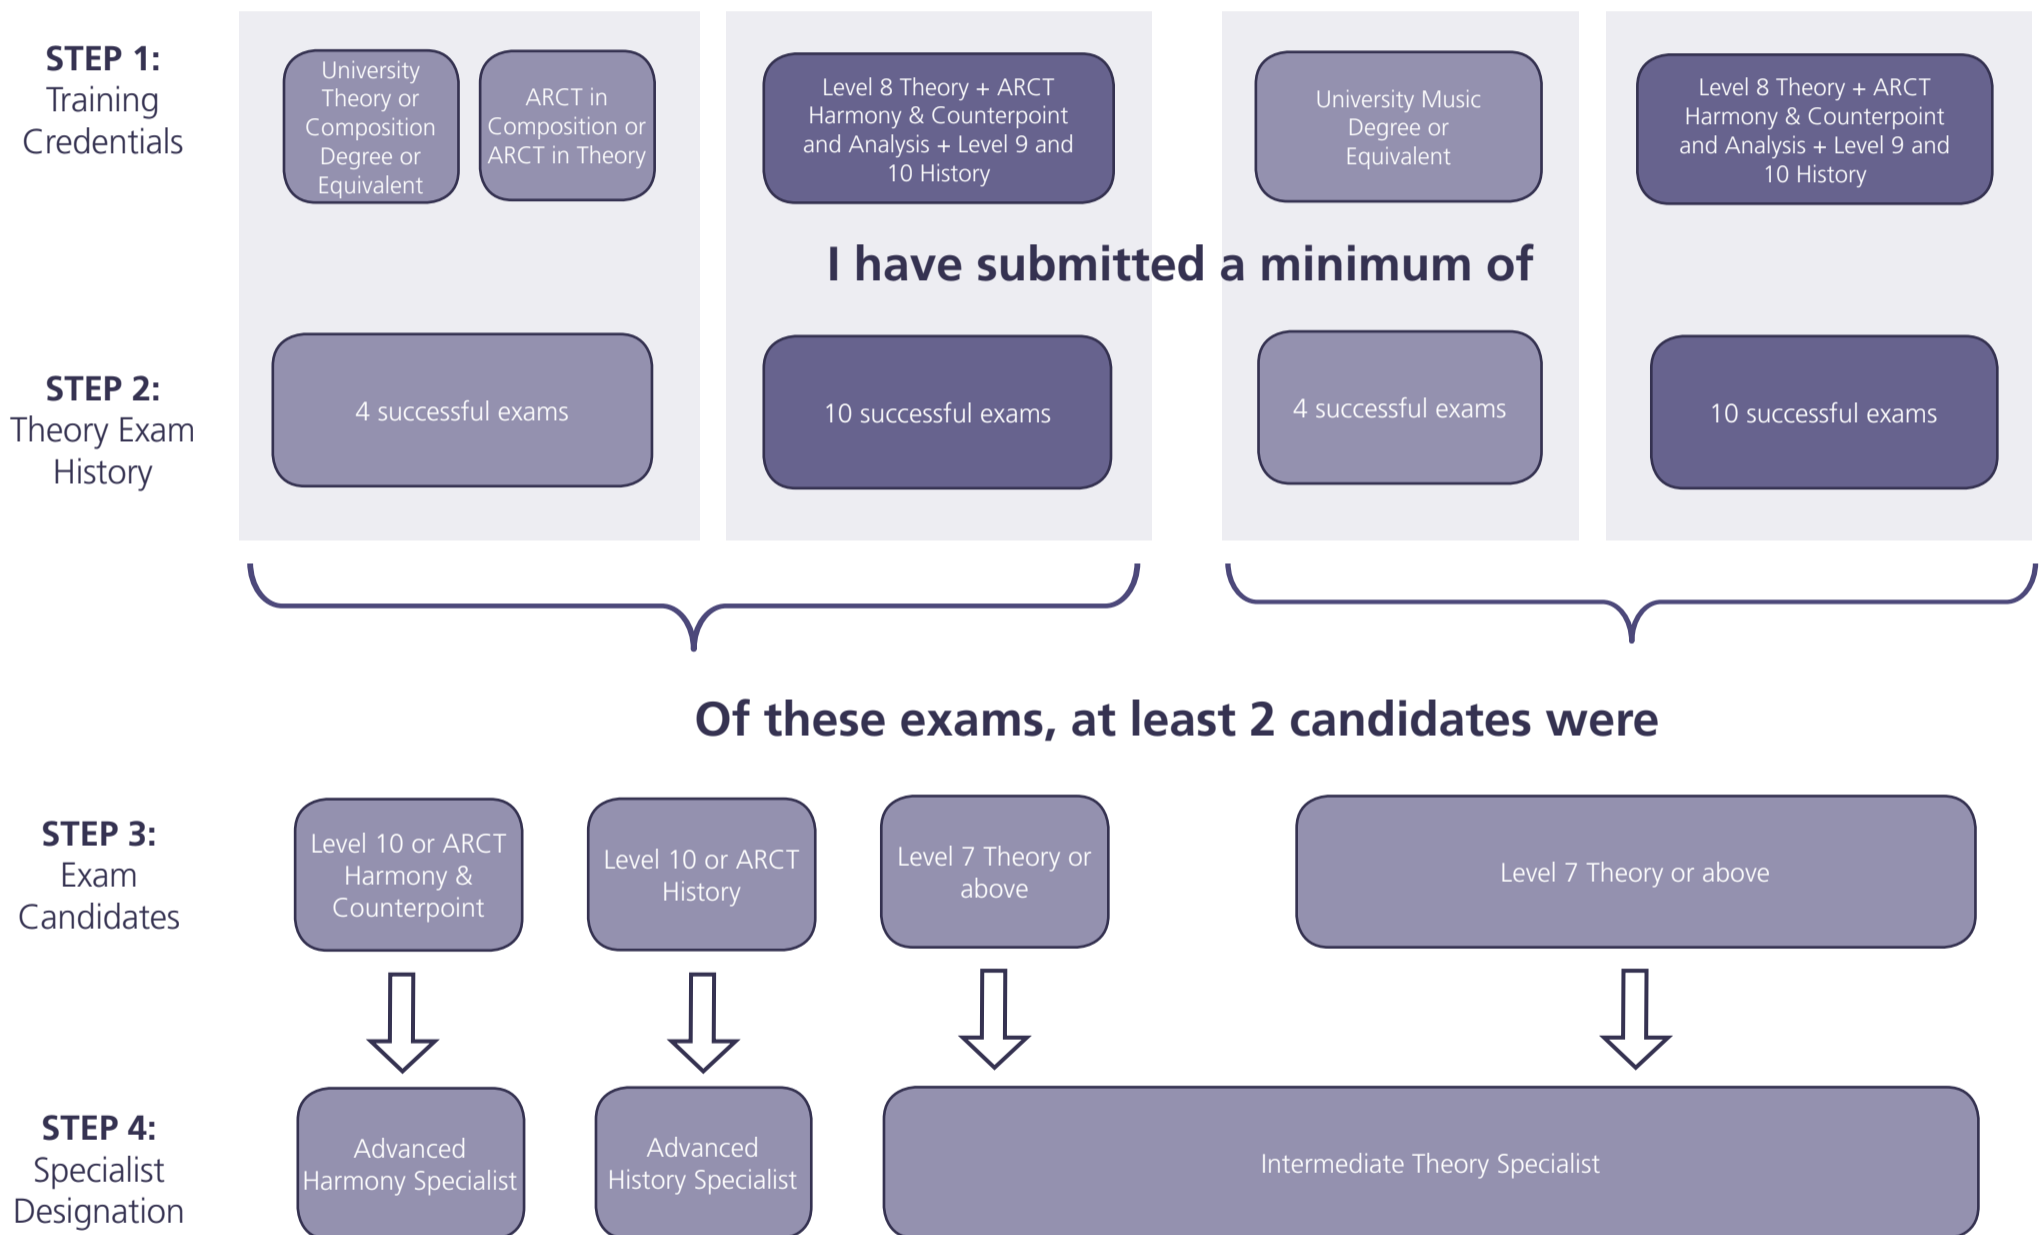 STEP 1:
Training
Credentials
University
Theory or
Composition
Degree or
Equivalent
ARCT in
Composition or
ARCT in Theory
Level 8 Theory + ARCT
Harmony & Counterpoint
and Analysis + Level 9 and
10 History
University Music
Degree or
Equivalent
Level 8 Theory + ARCT
Harmony & Counterpoint
and Analysis + Level 9 and
10 History
I have submitted a minimum of
STEP 2:
Theory Exam
History
4 successful exams
10 successful exams
4 successful exams
10 successful exams
Of these exams, at least 2 candidates were
STEP 3:
Exam
Candidates
Level 10 or ARCT
Harmony &
Counterpoint
Level 10 or ARCT
History
Level 7 Theory or
above
Level 7 Theory or above
STEP 4:
Specialist
Designation
Advanced
Harmony Specialist
Advanced
History Specialist
Intermediate Theory Specialist